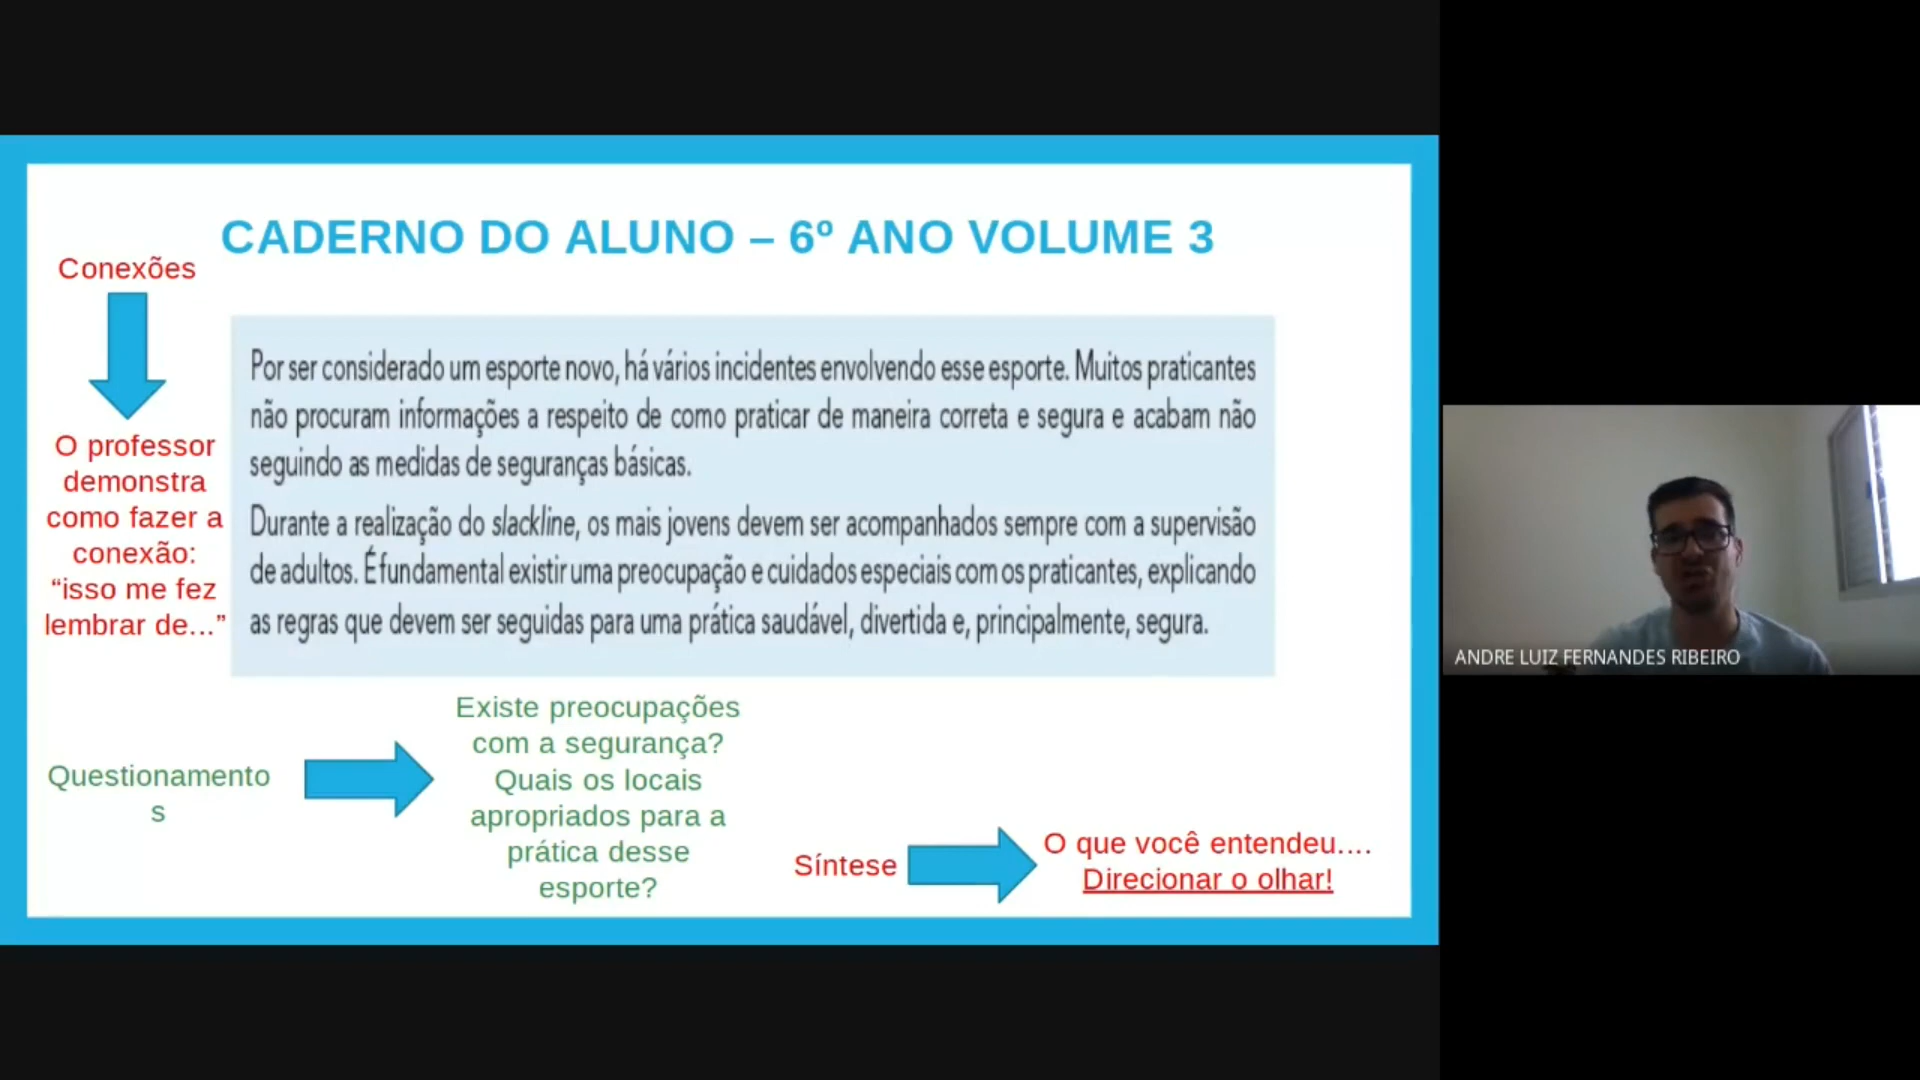 CADERNO DO ALUNO – 6º ANO VOLUME 3
Conexões
O professor
demonstra
como fazer a
conexão:
“isso me fez
lembrar de...”
Por ser considerado um esporte novo, há vários incidentes envolvendo esse esporte. Muitos praticantes
não procuram informações a respeito de como praticar de maneira correta e segura e acabam não
seguindo as medidas de seguranças básicas.
Durante a realização do slackline, os mais jovens devem ser acompanhados sempre com a supervisão
de adultos. É fundamental existir uma preocupação e cuidados especiais com os praticantes, explicando
as regras que devem ser seguidas para uma prática saudável, divertida e, principalmente, segura.
Questionamento
s
Existe preocupações
com a segurança?
Quais os locais
apropriados para a
prática desse
esporte?
Síntese
O que você entendeu....
Direcionar o olhar!
ANDRE LUIZ FERNANDES RIBEIRO